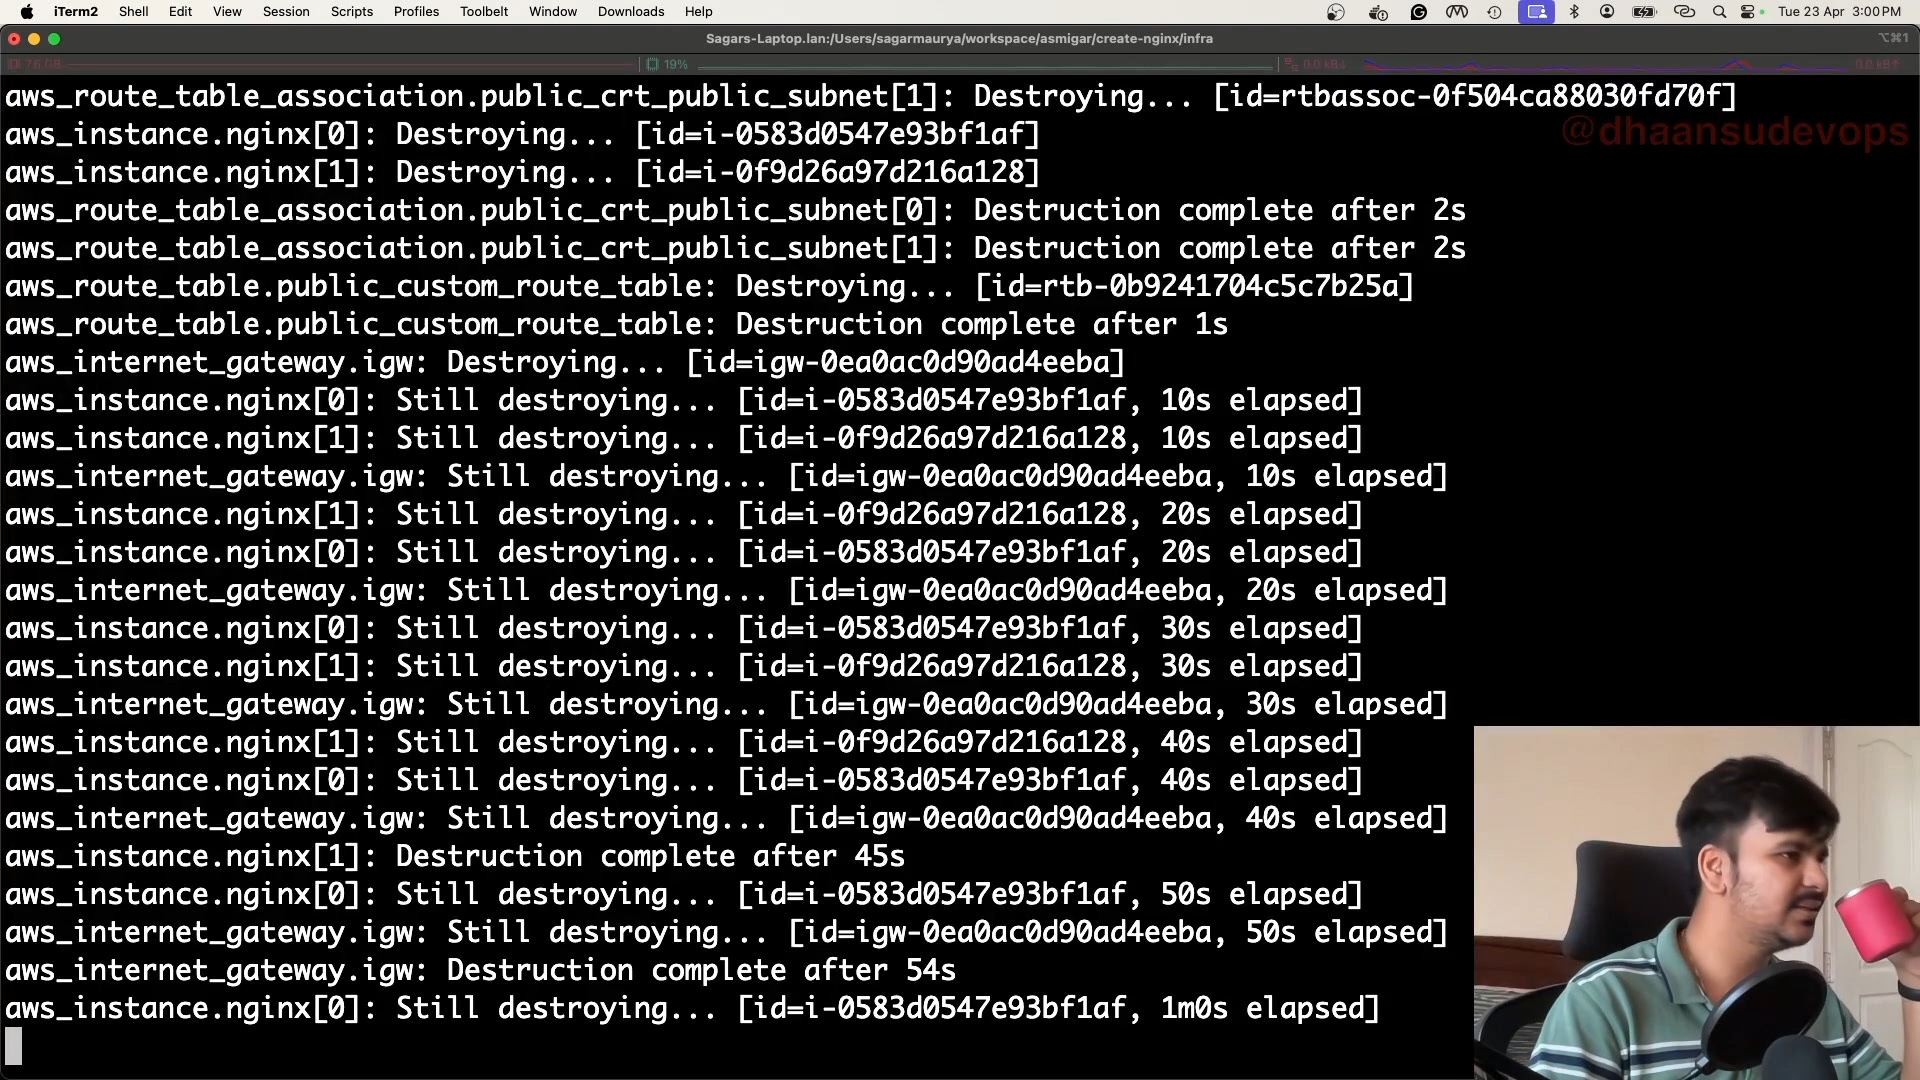 iTerm2 Shell Edit View Session Scripts Profiles Toolbelt Window Downloads Help Tue 23 Apr 3:00PM
Sagars-Laptop.lan:/Users/sagarmaurya/workspace/asmigar/create-nginx/infra ⌥⌘1
7.6 GB 19% 0.0 kB↓ 0.0 kB↑
aws_route_table_association.public_crt_public_subnet[1]: Destroying... [id=rtbassoc-0f504ca88030fd70f]
@dhaansudevops
aws_instance.nginx[0]: Destroying... [id=i-0583d0547e93bf1af]
aws_instance.nginx[1]: Destroying... [id=i-0f9d26a97d216a128]
aws_route_table_association.public_crt_public_subnet[0]: Destruction complete after 2s
aws_route_table_association.public_crt_public_subnet[1]: Destruction complete after 2s
aws_route_table.public_custom_route_table: Destroying... [id=rtb-0b9241704c5c7b25a]
aws_route_table.public_custom_route_table: Destruction complete after 1s
aws_internet_gateway.igw: Destroying... [id=igw-0ea0ac0d90ad4eeba]
aws_instance.nginx[0]: Still destroying... [id=i-0583d0547e93bf1af, 10s elapsed]
aws_instance.nginx[1]: Still destroying... [id=i-0f9d26a97d216a128, 10s elapsed]
aws_internet_gateway.igw: Still destroying... [id=igw-0ea0ac0d90ad4eeba, 10s elapsed]
aws_instance.nginx[1]: Still destroying... [id=i-0f9d26a97d216a128, 20s elapsed]
aws_instance.nginx[0]: Still destroying... [id=i-0583d0547e93bf1af, 20s elapsed]
aws_internet_gateway.igw: Still destroying... [id=igw-0ea0ac0d90ad4eeba, 20s elapsed]
aws_instance.nginx[0]: Still destroying... [id=i-0583d0547e93bf1af, 30s elapsed]
aws_instance.nginx[1]: Still destroying... [id=i-0f9d26a97d216a128, 30s elapsed]
aws_internet_gateway.igw: Still destroying... [id=igw-0ea0ac0d90ad4eeba, 30s elapsed]
aws_instance.nginx[1]: Still destroying... [id=i-0f9d26a97d216a128, 40s elapsed]
aws_instance.nginx[0]: Still destroying... [id=i-0583d0547e93bf1af, 40s elapsed]
aws_internet_gateway.igw: Still destroying... [id=igw-0ea0ac0d90ad4eeba, 40s elapsed]
aws_instance.nginx[1]: Destruction complete after 45s
aws_instance.nginx[0]: Still destroying... [id=i-0583d0547e93bf1af, 50s elapsed]
aws_internet_gateway.igw: Still destroying... [id=igw-0ea0ac0d90ad4eeba, 50s elapsed]
aws_internet_gateway.igw: Destruction complete after 54s
aws_instance.nginx[0]: Still destroying... [id=i-0583d0547e93bf1af, 1m0s elapsed]